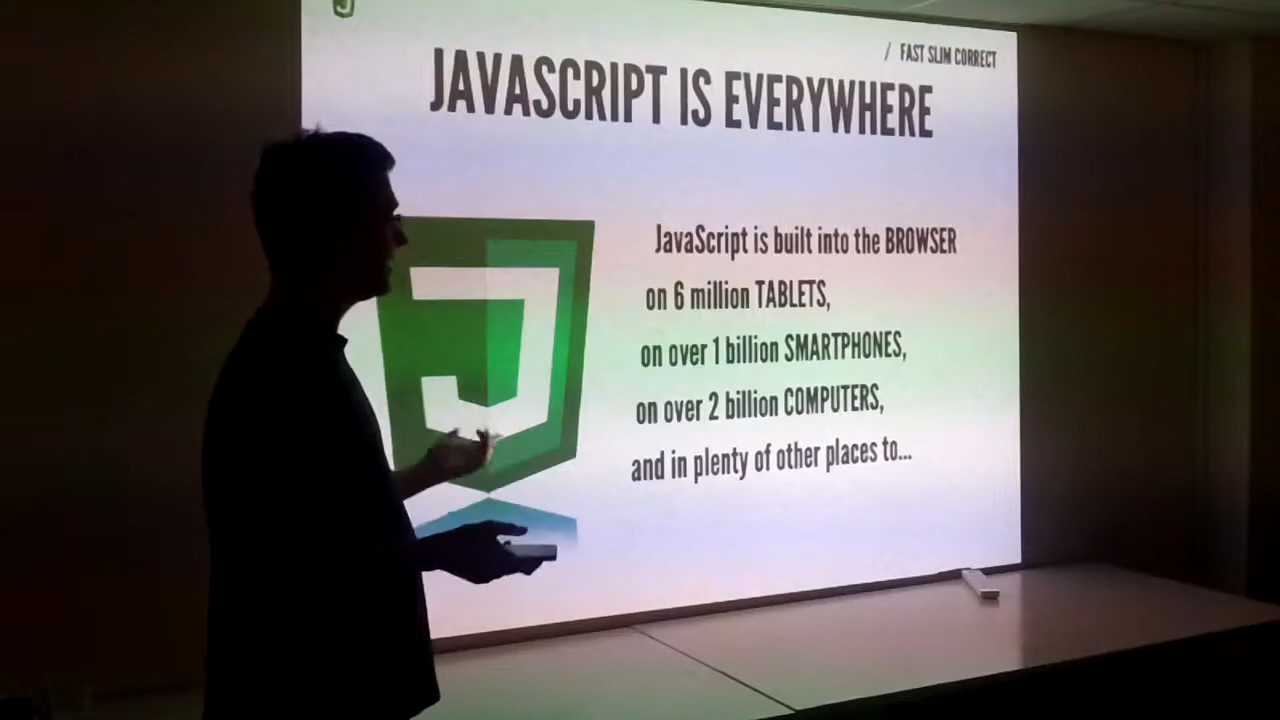 / FAST SLIM CORRECT
JAVASCRIPT IS EVERYWHERE
JavaScript is built into the BROWSER
on 6 million TABLETS,
on over 1 billion SMARTPHONES,
on over 2 billion COMPUTERS,
and in plenty of other places to...